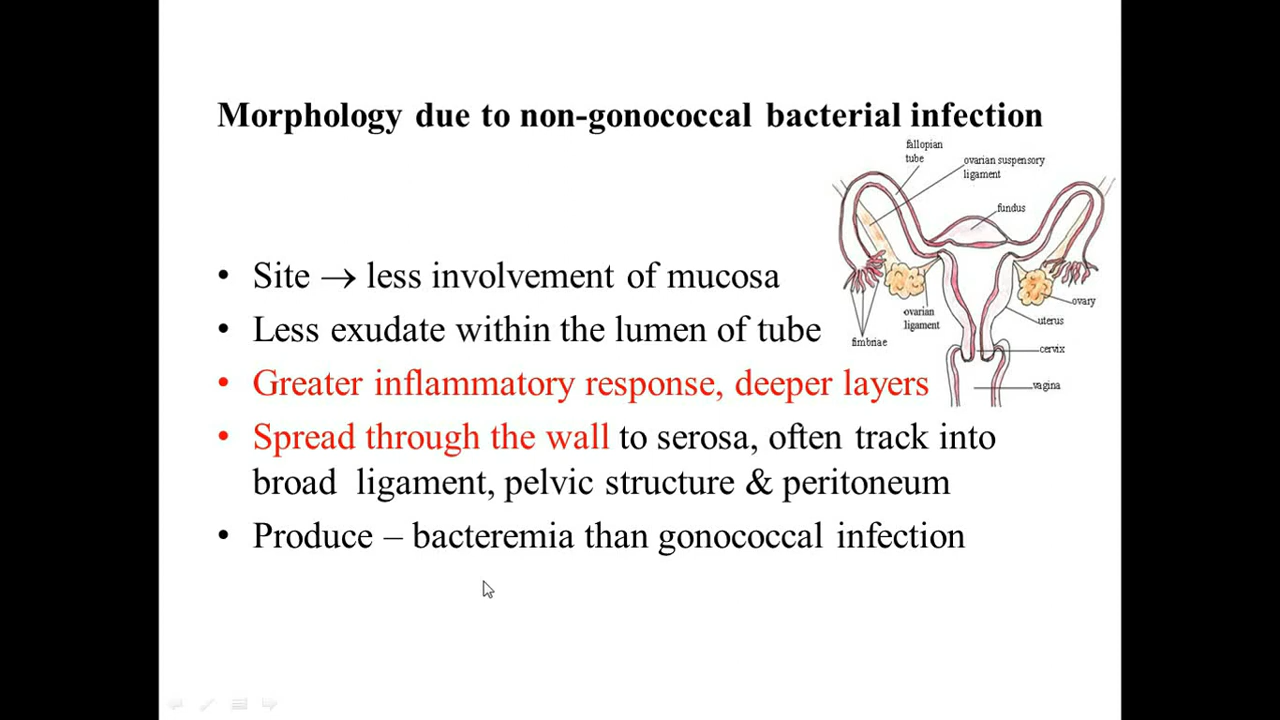 Morphology due to non-gonococcal bacterial infection
fallopian
tube
ovarian suspensory
ligament
fundus
• Site → less involvement of mucosa
• Less exudate within the lumen of tube
• Greater inflammatory response, deeper layers
• Spread through the wall to serosa, often track into
broad ligament, pelvic structure & peritoneum
• Produce – bacteremia than gonococcal infection
ovary
ovarian
ligament
uterus
fimbriae
cervix
vagina